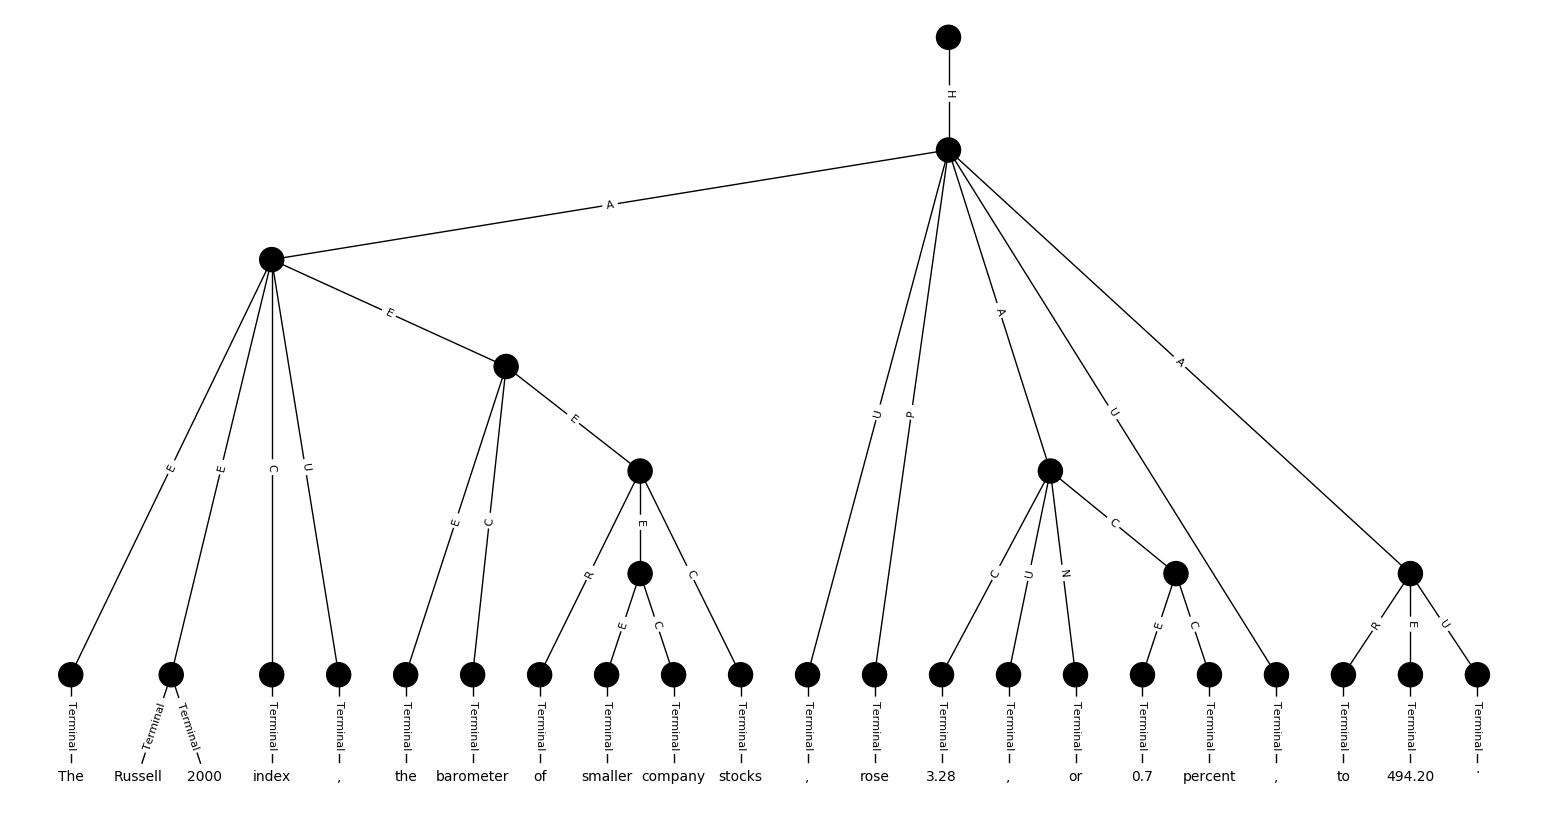 H
A
E
E
A
A
U
P
U
E
E
C
U
E
C
E
C
R
E
C
C
U
N
C
E
C
E
C
R
E
U
Terminal Terminal Terminal Terminal Terminal Terminal Terminal Terminal Terminal Terminal Terminal Terminal Terminal Terminal Terminal Terminal Terminal Terminal Terminal Terminal Terminal Terminal
The Russell 2000 index , the barometer of smaller company stocks , rose 3.28 , or 0.7 percent , to 494.20 .